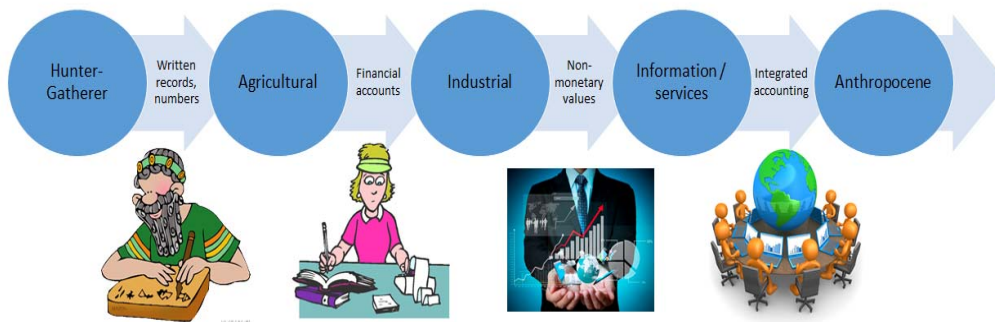 Hunter-
Gatherer
Written
records,
numbers
Agricultural
Financial
accounts
Industrial
Non-
monetary
values
Information /
services
Integrated
accounting
Anthropocene